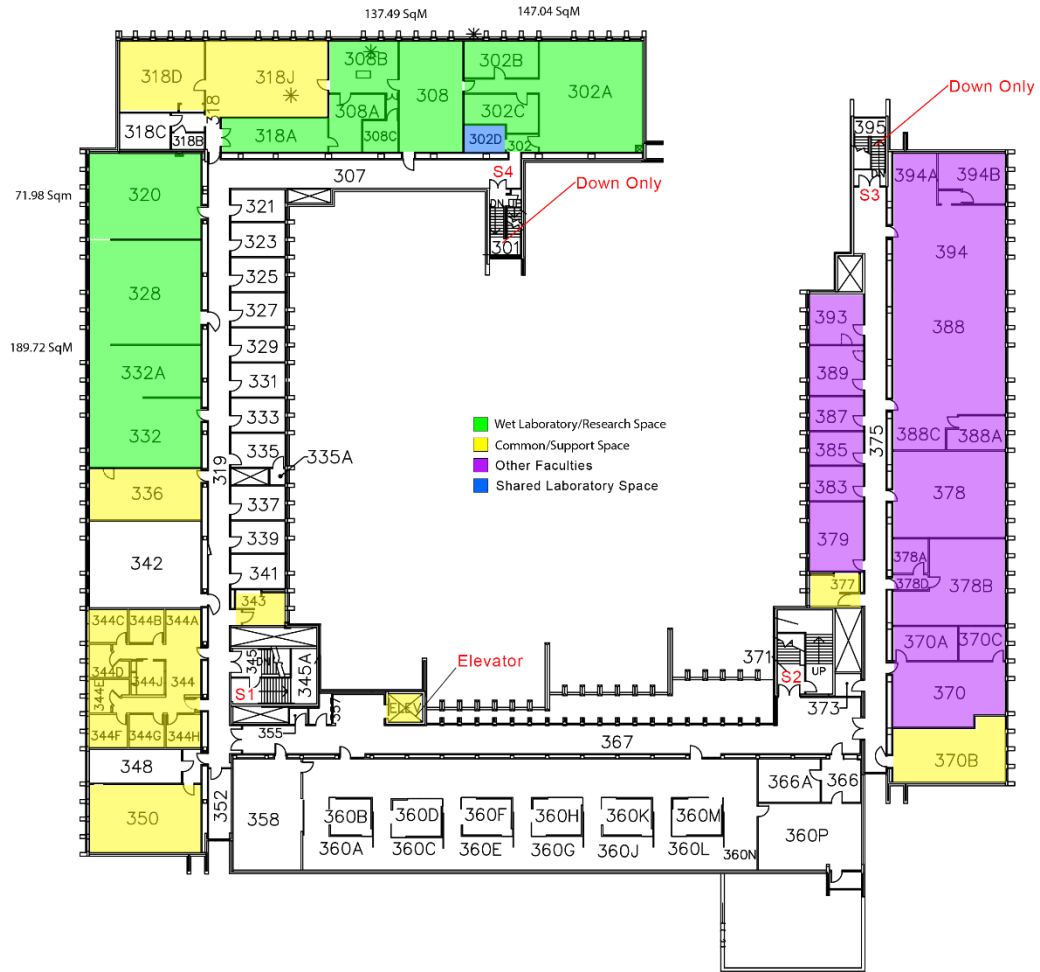 137.49 SqM
147.04 SqM
318D
318J
308B
308
302B
302A
308A
302C
318
318C
318B
318A
308C
302D
302
Down Only
395
307
S4
71.98 Sqm
320
321
Down Only
DN
UP
301
394A
394B
S3
323
394
325
328
327
393
388
329
189.72 SqM
332A
331
389
333
387
332
Wet Laboratory/Research Space
Common/Support Space
Other Faculties
Shared Laboratory Space
319
335
335A
375
388C
388A
385
336
337
383
378
342
339
379
341
378A
378D
378B
377
343
344C
344B
344A
345
DN
345A
Elevator
371
370A
370C
344D
344J
344
344E
S1
S2
UP
370
357
ELEV
373
355
344F
344G
344H
367
348
370B
352
358
366A
366
350
360B
360D
360F
360H
360K
360M
360P
360A
360C
360E
360G
360J
360L
360N